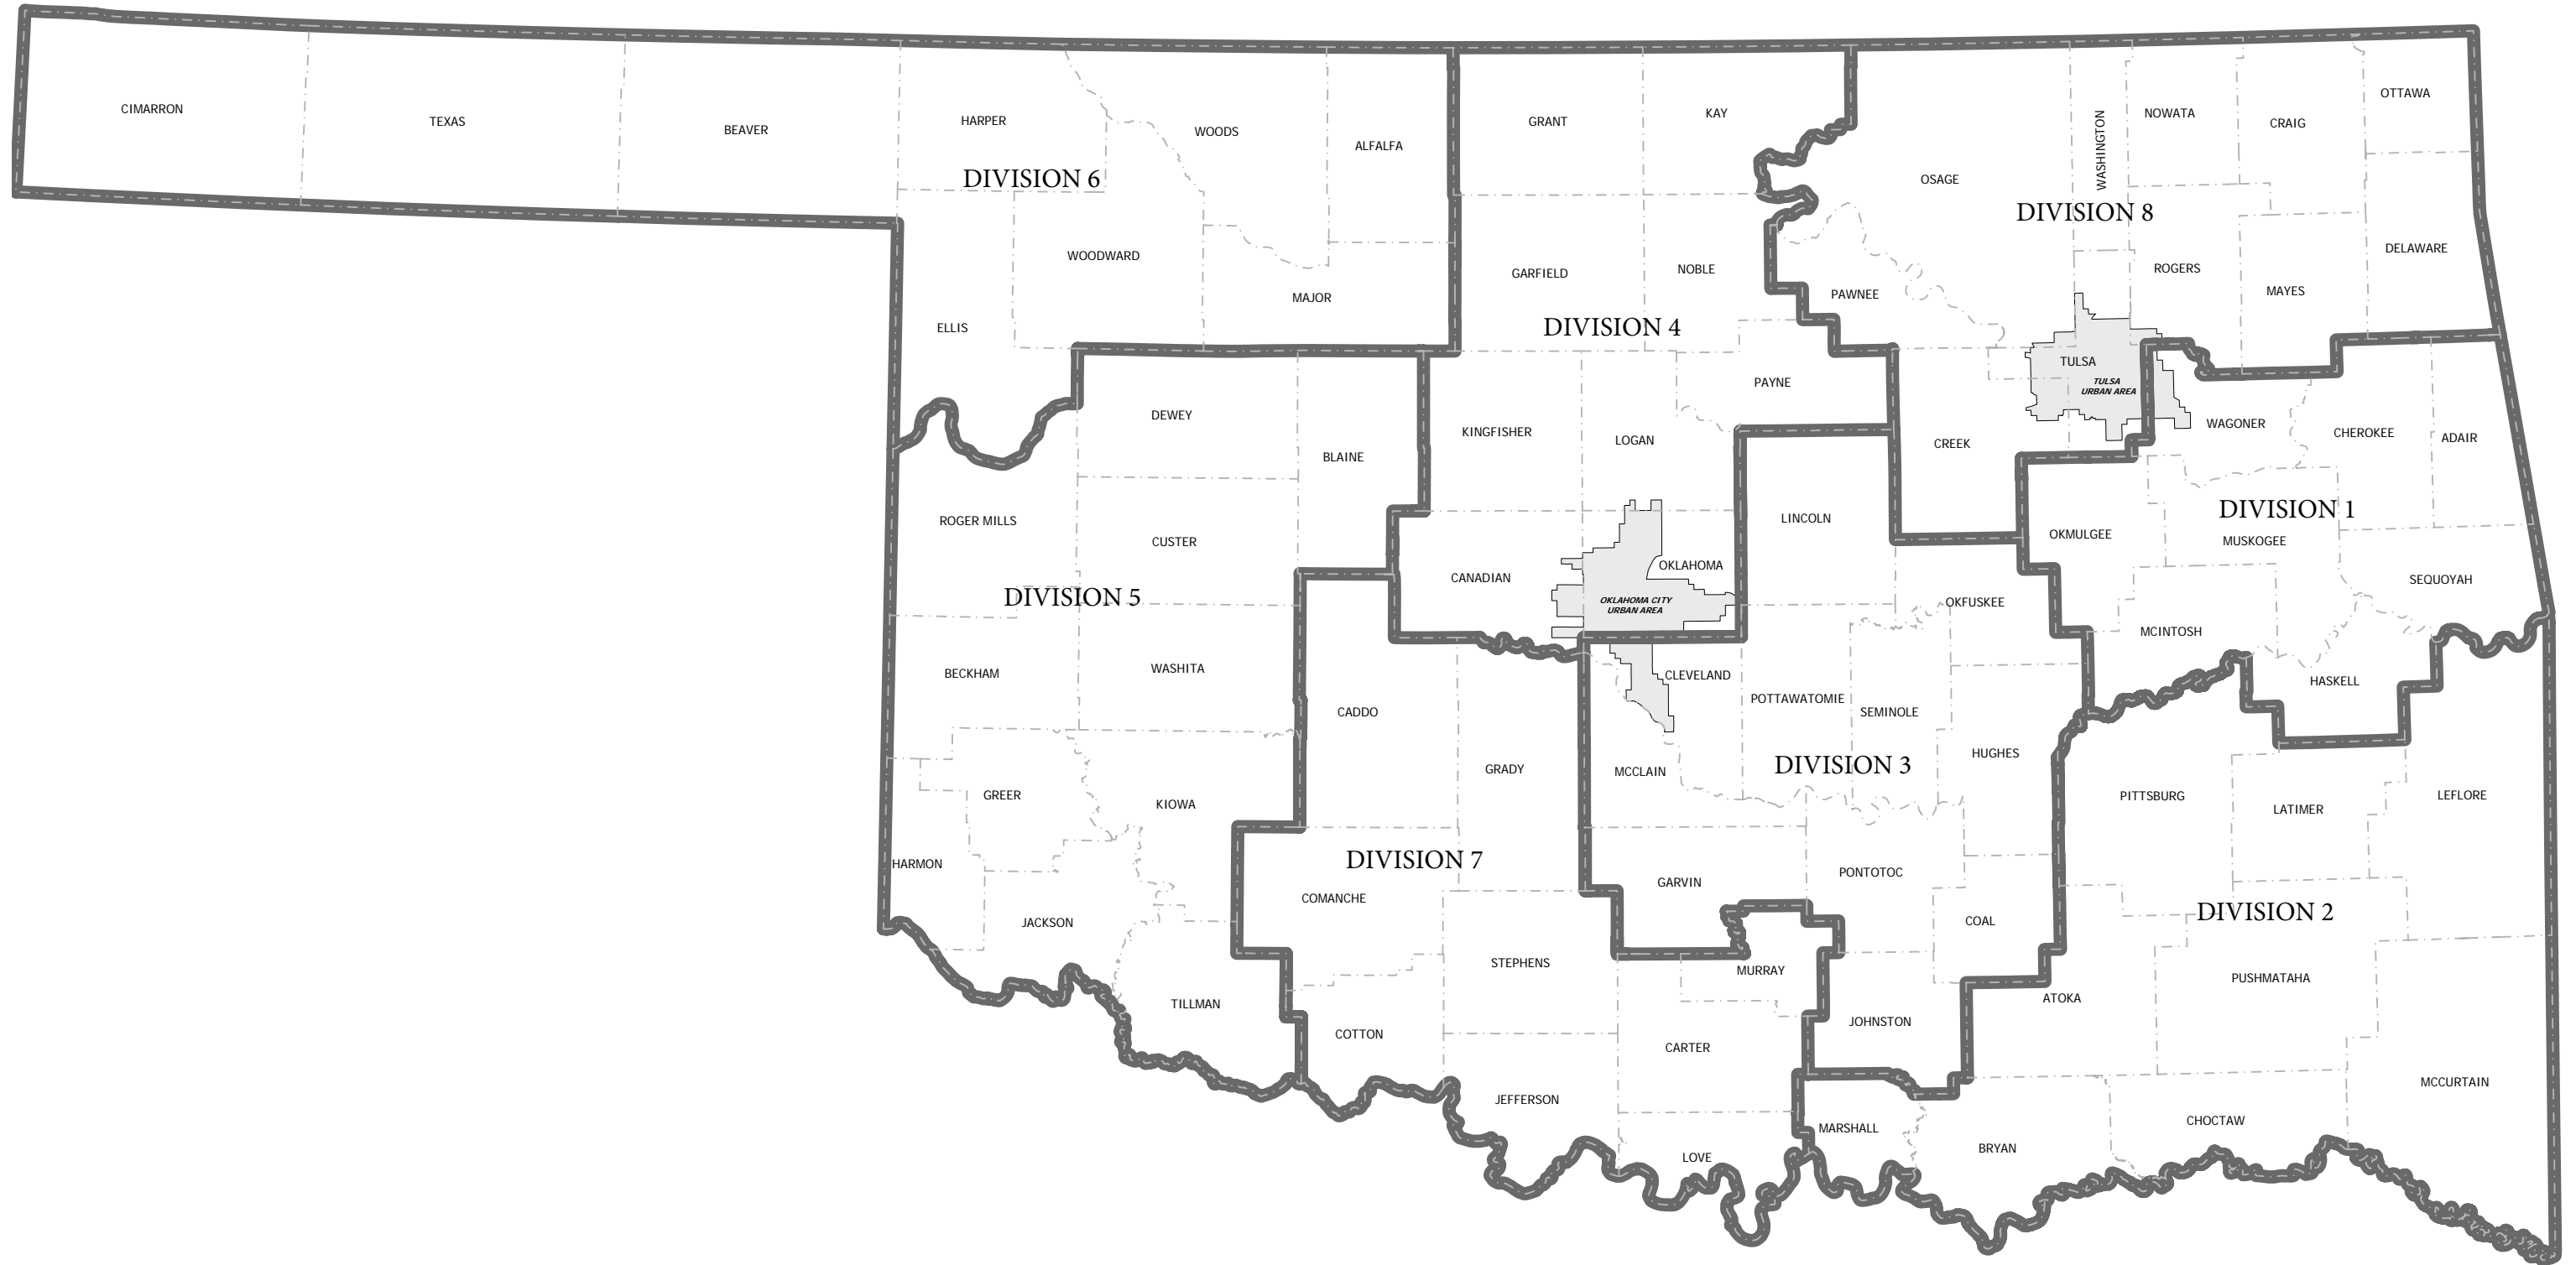 CIMARRON
TEXAS
BEAVER
HARPER
WOODS
ALFALFA
DIVISION 6
WOODWARD
MAJOR
ELLIS
GRANT
KAY
GARFIELD
NOBLE
DIVISION 4
PAYNE
KINGFISHER
LOGAN
CANADIAN
OKLAHOMA
OKLAHOMA CITY
URBAN AREA
OSAGE
WASHINGTON
NOWATA
CRAIG
OTTAWA
DIVISION 8
DELAWARE
ROGERS
MAYES
PAWNEE
TULSA
TULSA
URBAN AREA
CREEK
WAGONER
CHEROKEE
ADAIR
DIVISION 1
OKMULGEE
MUSKOGEE
SEQUOYAH
MCINTOSH
HASKELL
DEWEY
BLAINE
ROGER MILLS
CUSTER
DIVISION 5
BECKHAM
WASHITA
GREER
KIOWA
HARMON
JACKSON
TILLMAN
CADDO
GRADY
DIVISION 7
COMANCHE
STEPHENS
COTTON
JEFFERSON
MURRAY
CARTER
LOVE
LINCOLN
OKFUSKEE
CLEVELAND
POTTAWATOMIE
SEMINOLE
HUGHES
MCCLAIN
DIVISION 3
GARVIN
PONTOTOC
COAL
JOHNSTON
PITTSBURG
LATIMER
LEFLORE
DIVISION 2
PUSHMATAHA
ATOKA
MCCURTAIN
CHOCTAW
MARSHALL
BRYAN